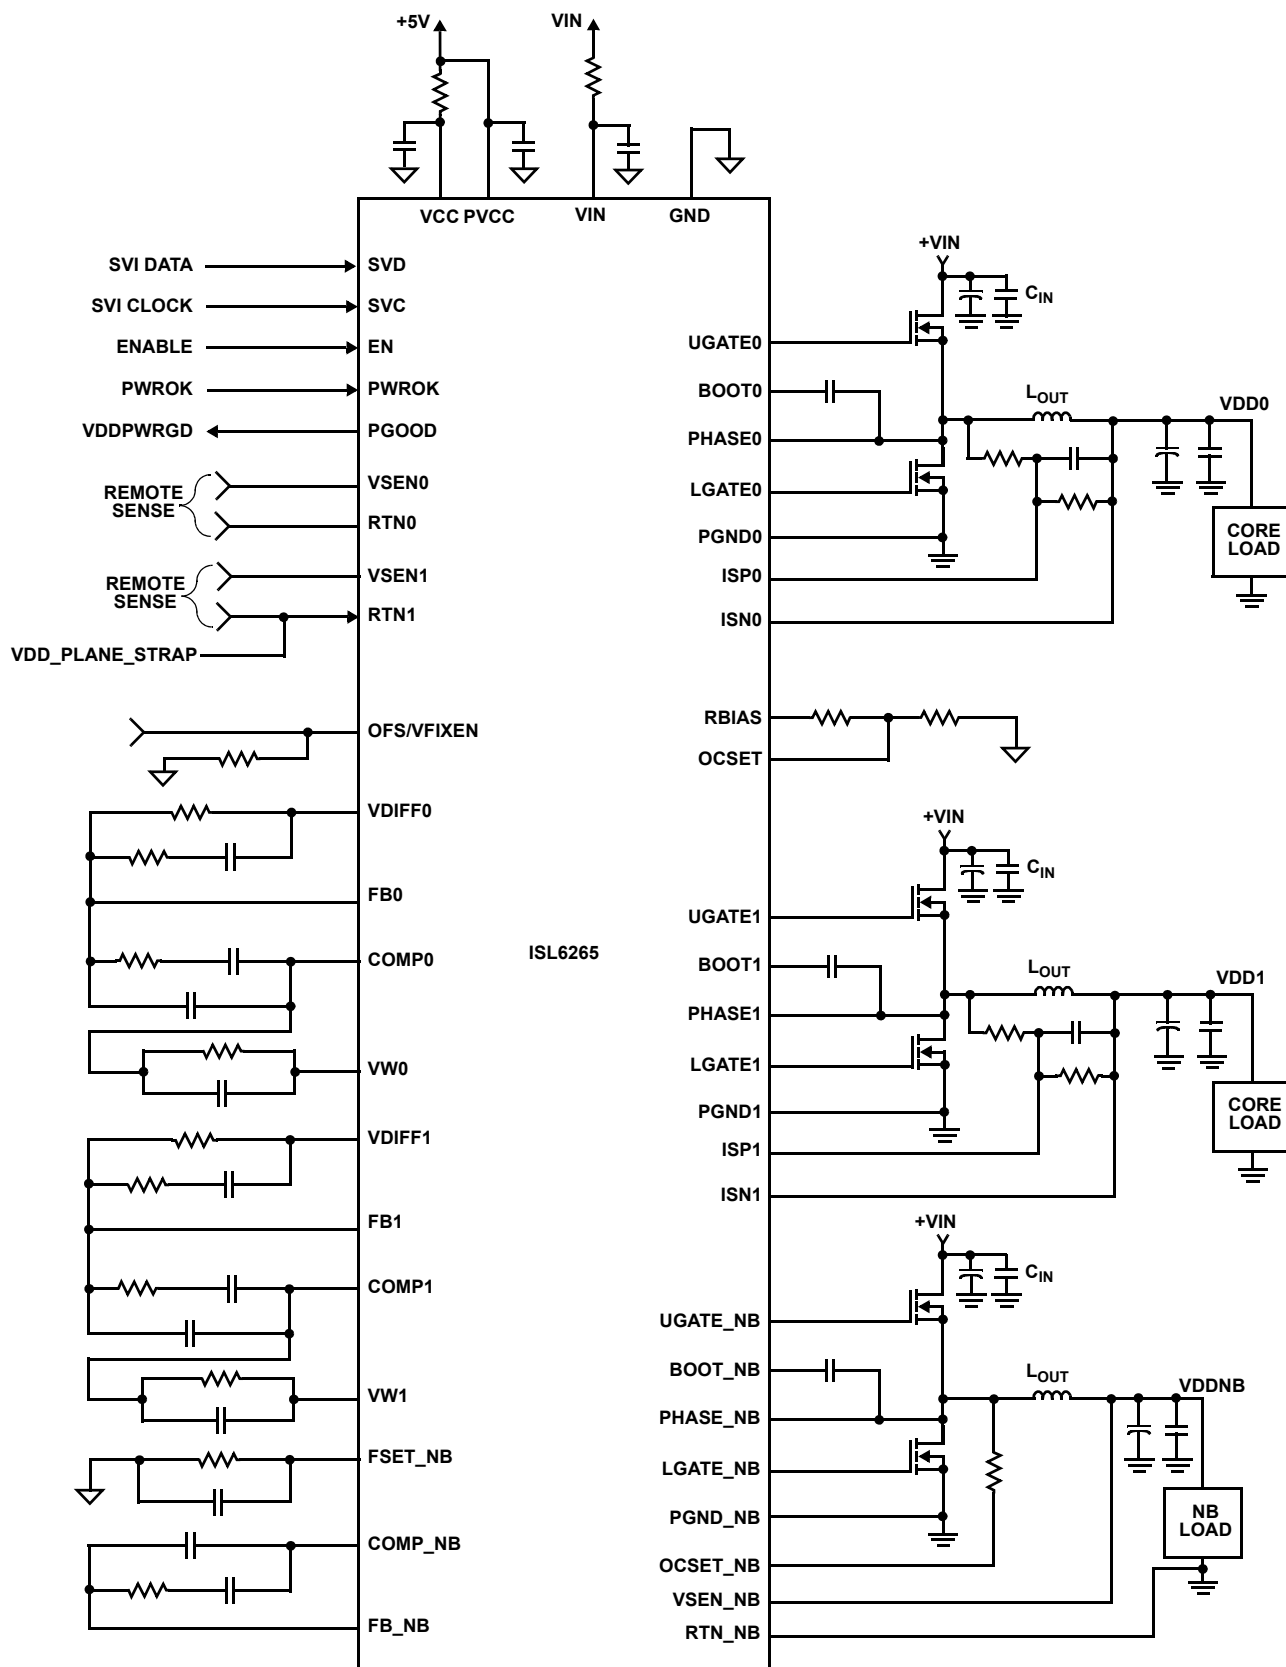 +5V
VIN
VCC PVCC
VIN
GND
SVI DATA
SVD
SVI CLOCK
SVC
ENABLE
EN
PWROK
PWROK
VDDPWRGD
PGOOD
REMOTE
SENSE
VSEN0
RTN0
REMOTE
SENSE
VSEN1
RTN1
VDD_PLANE_STRAP
OFS/VFIXEN
VDIFF0
FB0
COMP0
VW0
VDIFF1
FB1
COMP1
VW1
FSET_NB
COMP_NB
FB_NB
ISL6265
+VIN
CIN
UGATE0
BOOT0
LOUT
VDD0
PHASE0
LGATE0
PGND0
CORE
LOAD
ISP0
ISN0
RBIAS
OCSET
+VIN
CIN
UGATE1
BOOT1
LOUT
VDD1
PHASE1
LGATE1
PGND1
CORE
LOAD
ISP1
ISN1
+VIN
CIN
UGATE_NB
BOOT_NB
LOUT
VDDNB
PHASE_NB
LGATE_NB
PGND_NB
NB
LOAD
OCSET_NB
VSEN_NB
RTN_NB